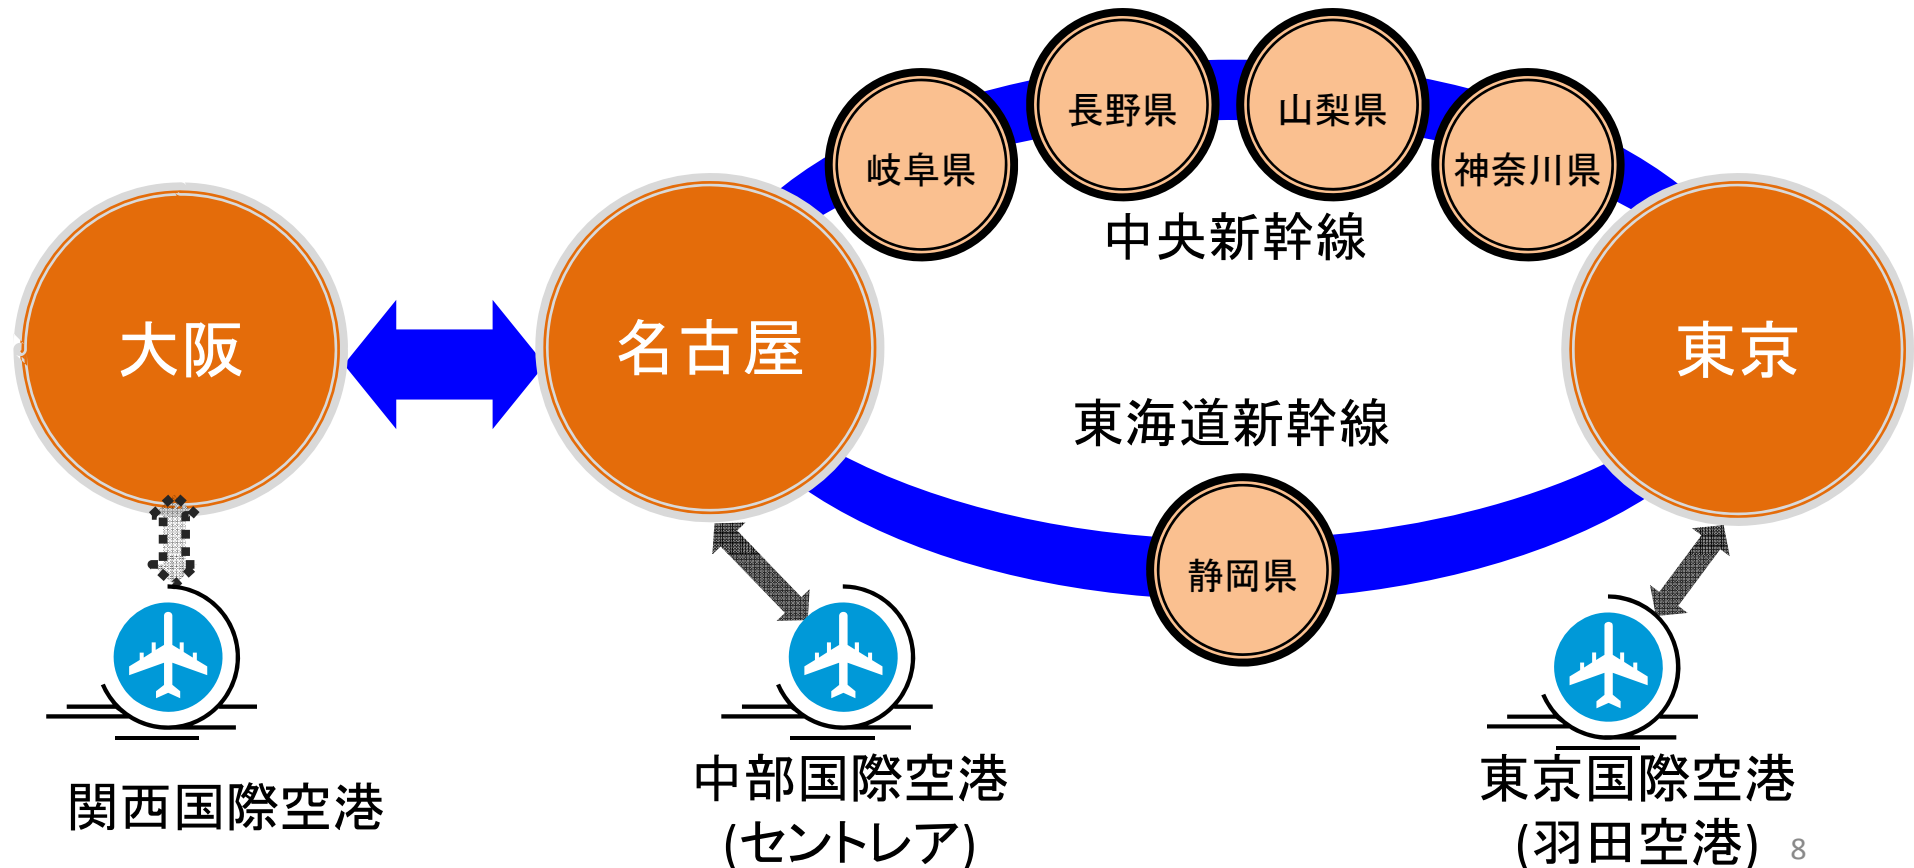 長野県
山梨県
岐阜県
神奈川県
中央新幹線
大阪
名古屋
東京
東海道新幹線
静岡県
関西国際空港
中部国際空港
(セントレア)
東京国際空港
(羽田空港)
8